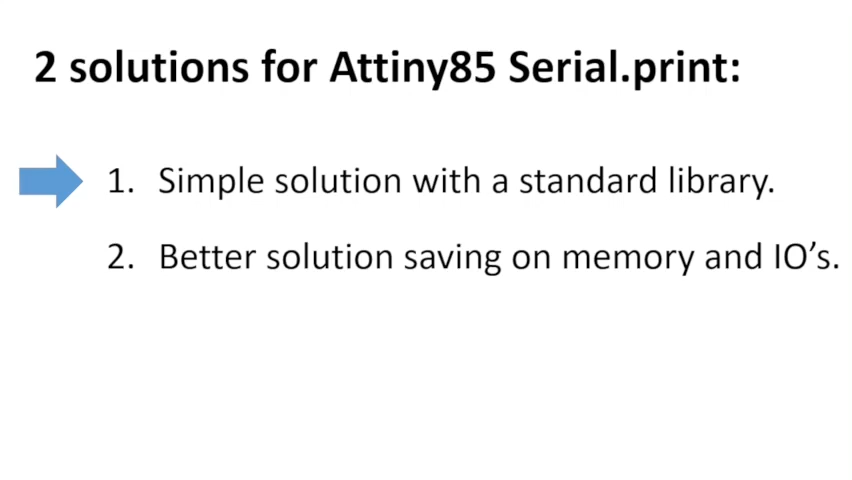 2 solutions for Attiny85 Serial.print:
1. Simple solution with a standard library.
2. Better solution saving on memory and IO’s.